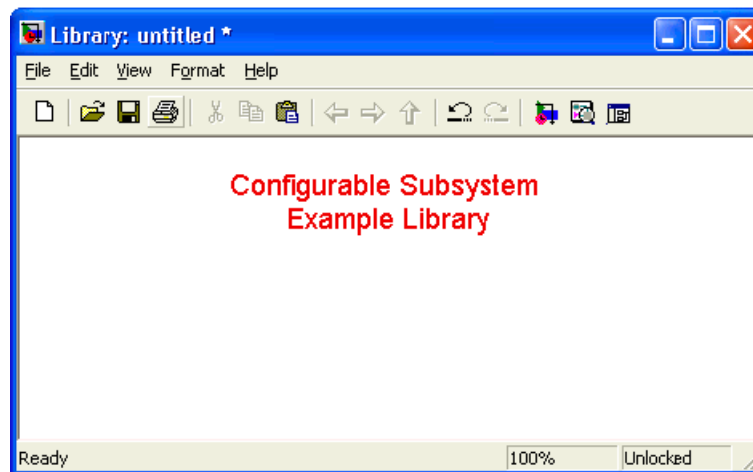 Library: untitled *
File Edit View Format Help
Configurable Subsystem
Example Library
Ready 100% Unlocked